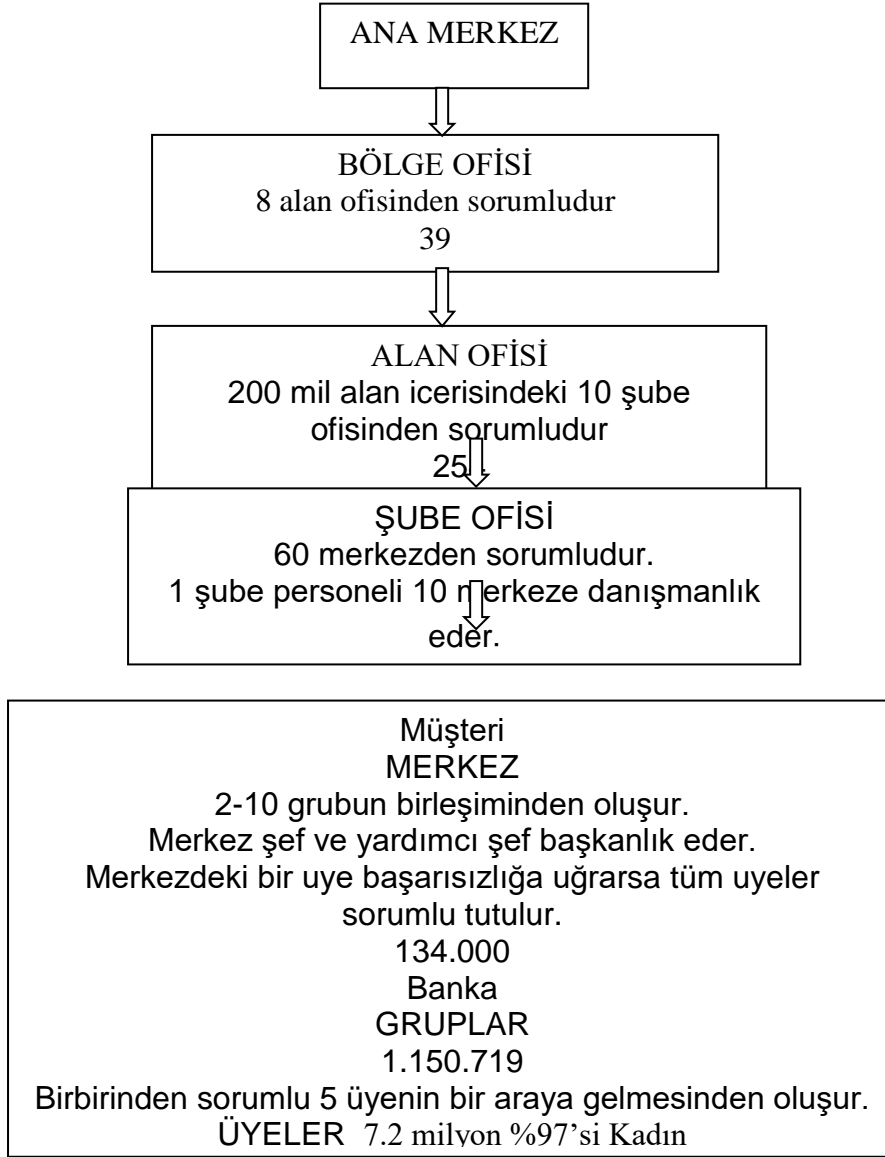 ANA MERKEZ
BÖLGE OFİSİ
8 alan ofisinden sorumludur
39
ALAN OFİSİ
200 mil alan icerisindeki 10 şube
ofisinden sorumludur
25
ŞUBE OFİSİ
60 merkezden sorumludur.
1 şube personeli 10 merkeze danışmanlık
eder.
Müşteri
MERKEZ
2-10 grubun birleşiminden oluşur.
Merkez şef ve yardımcı şef başkanlık eder.
Merkezdeki bir uye başarısızlığa uğrarsa tüm uyeler
sorumlu tutulur.
134.000
Banka
GRUPLAR
1.150.719
Birbirinden sorumlu 5 üyenin bir araya gelmesinden oluşur.
ÜYELER 7.2 milyon %97’si Kadın